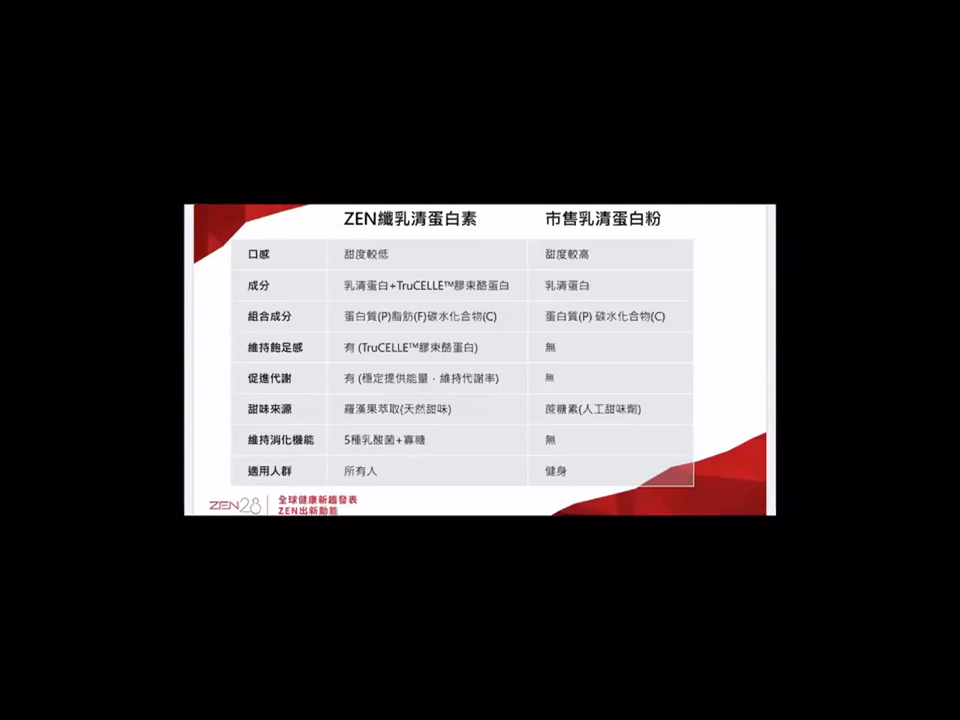 ZEN纖乳清蛋白素 市售乳清蛋白粉
口感 甜度較低 甜度較高
成分 乳清蛋白+TruCELLE™膠束酪蛋白 乳清蛋白
組合成分 蛋白質(P)脂肪(F)碳水化合物(C) 蛋白質(P) 碳水化合物(C)
維持飽足感 有 (TruCELLE™膠束酪蛋白) 無
促進代謝 有 (穩定提供能量，維持代謝率) 無
甜味來源 羅漢果萃取(天然甜味) 蔗糖素(人工甜味劑)
維持消化機能 5種乳酸菌+寡糖 無
適用人群 所有人 健身
ZEN28 全球健康新趨發表
ZEN出新動能